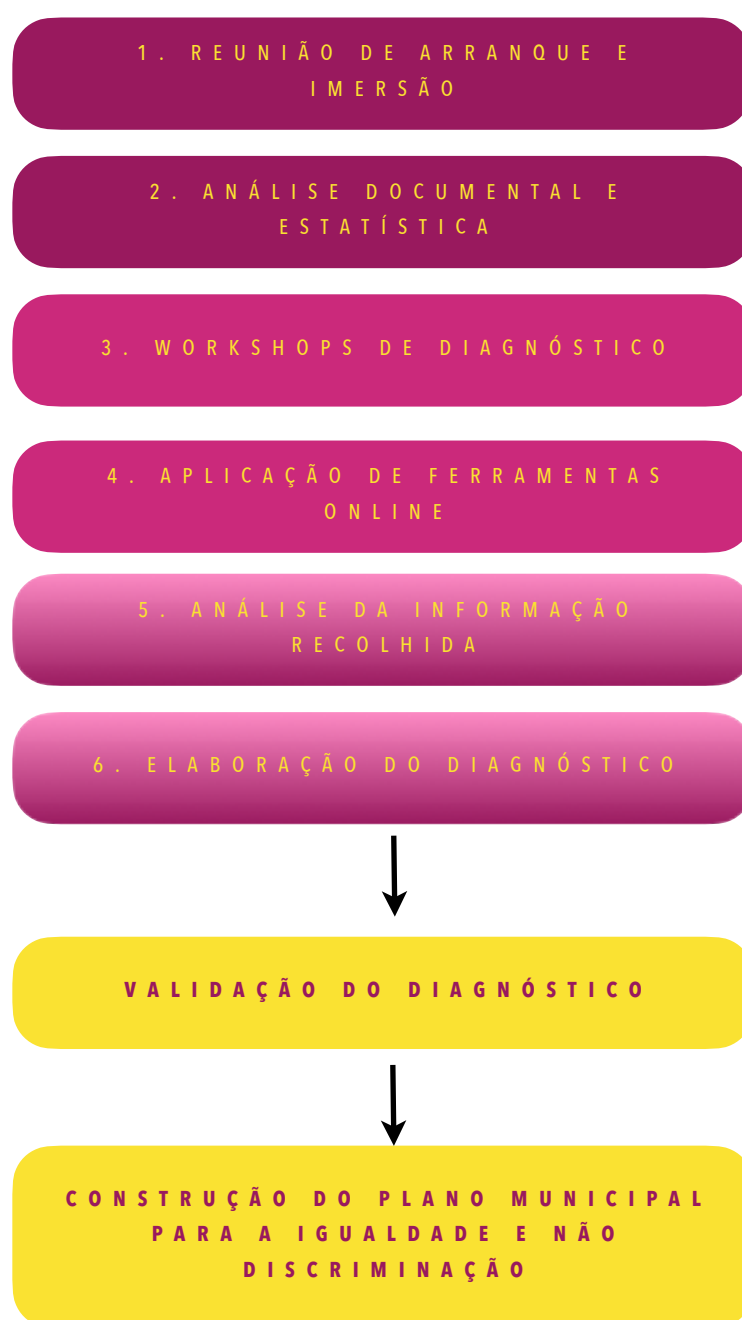 1. REUNIÃO DE ARRANQUE E
IMERSÃO
2. ANÁLISE DOCUMENTAL E
ESTATÍSTICA
3. WORKSHOPS DE DIAGNÓSTICO
4. APLICAÇÃO DE FERRAMENTAS
ONLINE
5. ANÁLISE DA INFORMAÇÃO
RECOLHIDA
6. ELABORAÇÃO DO DIAGNÓSTICO
VALIDAÇÃO DO DIAGNÓSTICO
CONSTRUÇÃO DO PLANO MUNICIPAL
PARA A IGUALDADE E NÃO
DISCRIMINAÇÃO